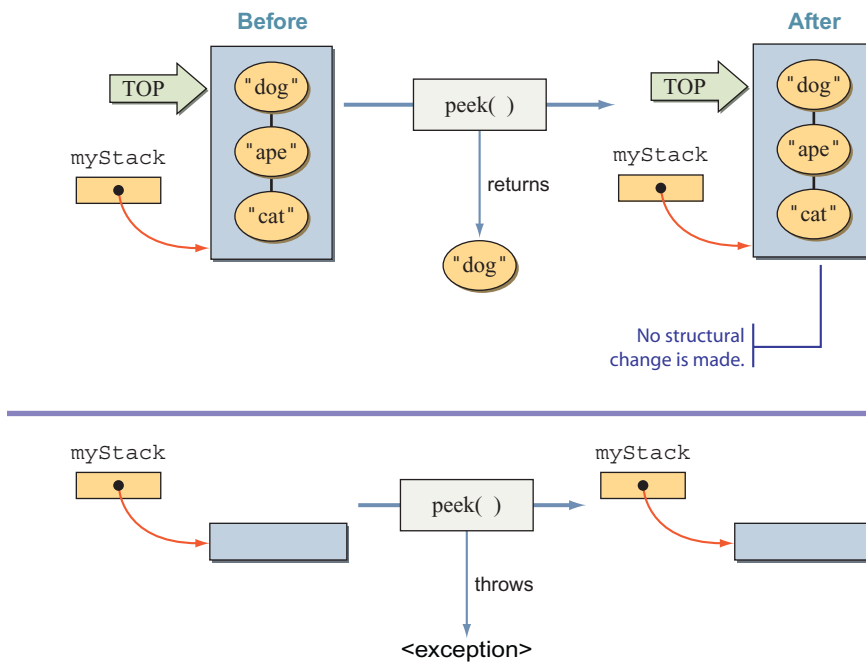 Before
After
TOP
"dog"
"ape"
"cat"
myStack
peek( )
returns
"dog"
TOP
"dog"
"ape"
"cat"
myStack
No structural
change is made.
myStack
peek( )
throws
<exception>
myStack